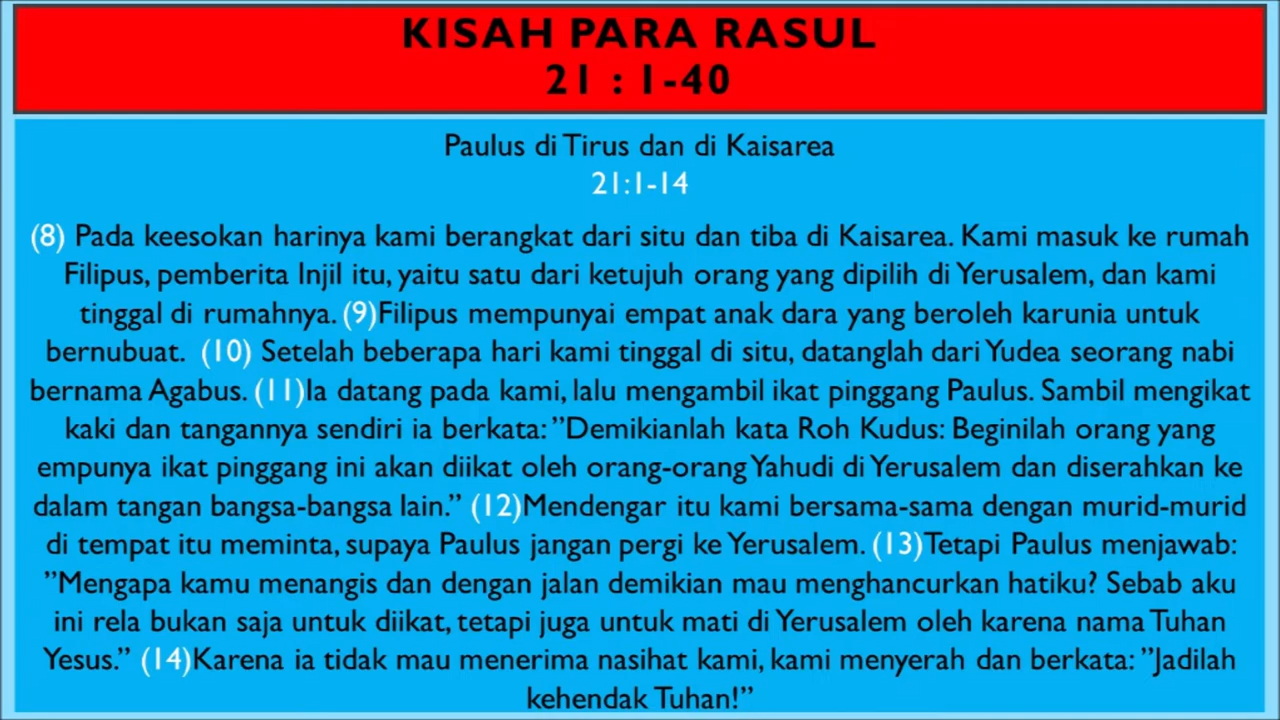 KISAH PARA RASUL
21 : 1-40
Paulus di Tirus dan di Kaisarea
21:1-14
(8) Pada keesokan harinya kami berangkat dari situ dan tiba di Kaisarea. Kami masuk ke rumah
Filipus, pemberita Injil itu, yaitu satu dari ketujuh orang yang dipilih di Yerusalem, dan kami
tinggal di rumahnya. (9)Filipus mempunyai empat anak dara yang beroleh karunia untuk
bernubuat. (10) Setelah beberapa hari kami tinggal di situ, datanglah dari Yudea seorang nabi
bernama Agabus. (11)Ia datang pada kami, lalu mengambil ikat pinggang Paulus. Sambil mengikat
kaki dan tangannya sendiri ia berkata: ”Demikianlah kata Roh Kudus: Beginilah orang yang
empunya ikat pinggang ini akan diikat oleh orang-orang Yahudi di Yerusalem dan diserahkan ke
dalam tangan bangsa-bangsa lain.” (12)Mendengar itu kami bersama-sama dengan murid-murid
di tempat itu meminta, supaya Paulus jangan pergi ke Yerusalem. (13)Tetapi Paulus menjawab:
”Mengapa kamu menangis dan dengan jalan demikian mau menghancurkan hatiku? Sebab aku
ini rela bukan saja untuk diikat, tetapi juga untuk mati di Yerusalem oleh karena nama Tuhan
Yesus.” (14)Karena ia tidak mau menerima nasihat kami, kami menyerah dan berkata: ”Jadilah
kehendak Tuhan!”